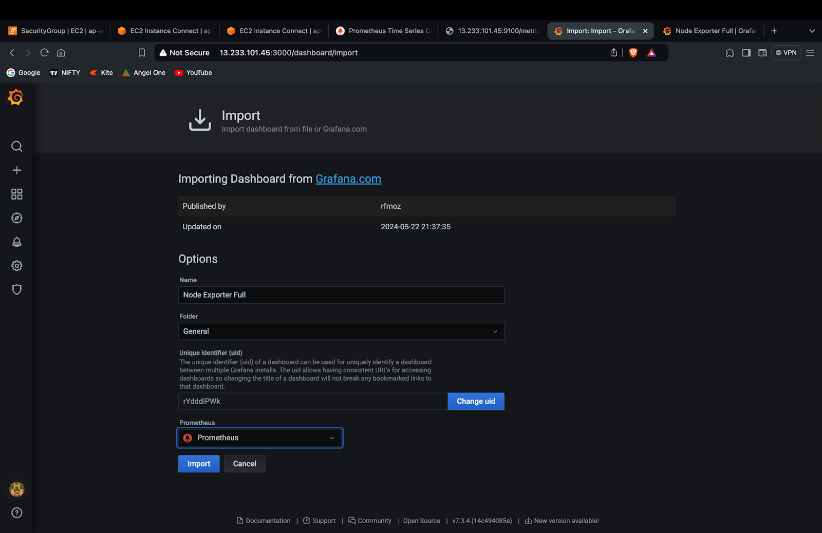 SecurityGroup | EC2 | ap-s
EC2 Instance Connect | ap
EC2 Instance Connect | ap
Prometheus Time Series C
13.233.101.45:9100/metri
Import: Import - Grafa
Node Exporter Full | Grafa
Not Secure 13.233.101.45:3000/dashboard/import
VPN
Google
NIFTY
Kite
Angel One
YouTube
Import
Import dashboard from file or Grafana.com
Importing Dashboard from Grafana.com
Published by rfmoz
Updated on 2024-05-22 21:37:35
Options
Name
Node Exporter Full
Folder
General
Unique identifier (uid)
The unique identifier (uid) of a dashboard can be used for uniquely identify a dashboard
between multiple Grafana installs. The uid allows having consistent URL's for accessing
dashboards so changing the title of a dashboard will not break any bookmarked links to
that dashboard.
rYdddlPWk Change uid
Prometheus
Prometheus
Import Cancel
Documentation | Support | Community | Open Source | v7.3.4 (14c494085e) | New version available!